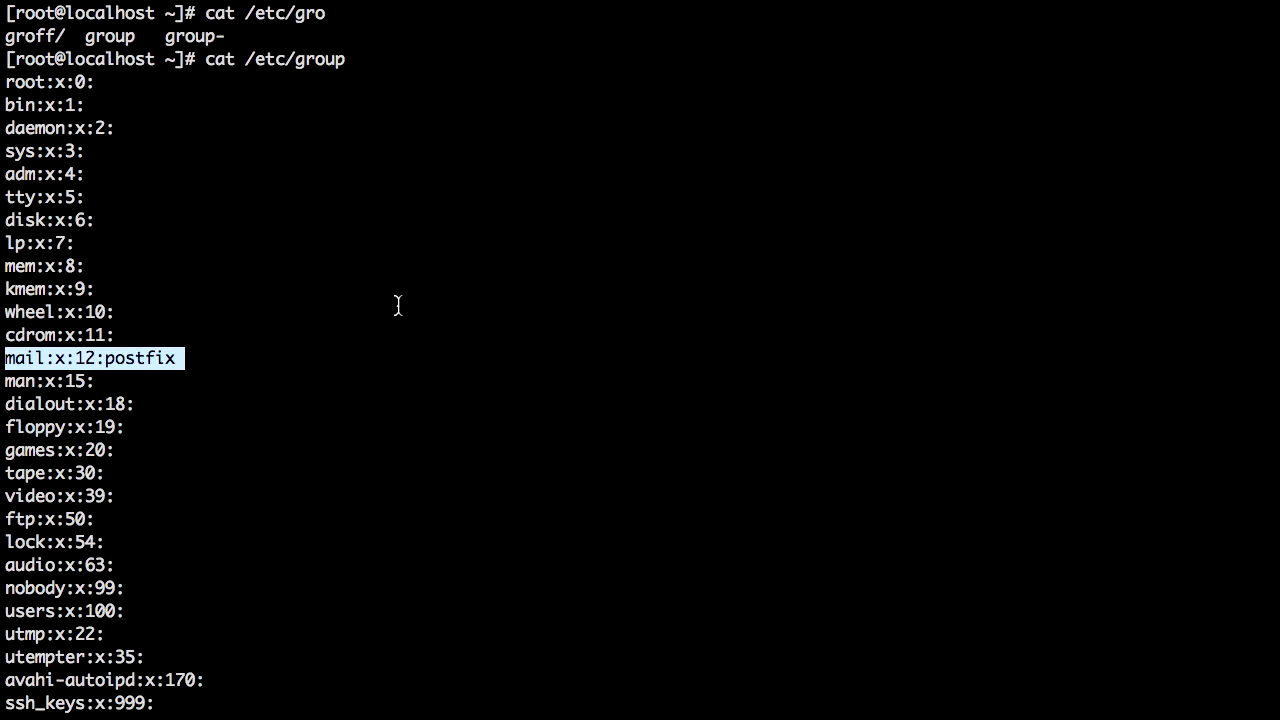 [root@localhost ~]# cat /etc/gro
groff/  group   group-
[root@localhost ~]# cat /etc/group
root:x:0:
bin:x:1:
daemon:x:2:
sys:x:3:
adm:x:4:
tty:x:5:
disk:x:6:
lp:x:7:
mem:x:8:
kmem:x:9:
wheel:x:10:
cdrom:x:11:
mail:x:12:postfix
man:x:15:
dialout:x:18:
floppy:x:19:
games:x:20:
tape:x:30:
video:x:39:
ftp:x:50:
lock:x:54:
audio:x:63:
nobody:x:99:
users:x:100:
utmp:x:22:
utempter:x:35:
avahi-autoipd:x:170:
ssh_keys:x:999: